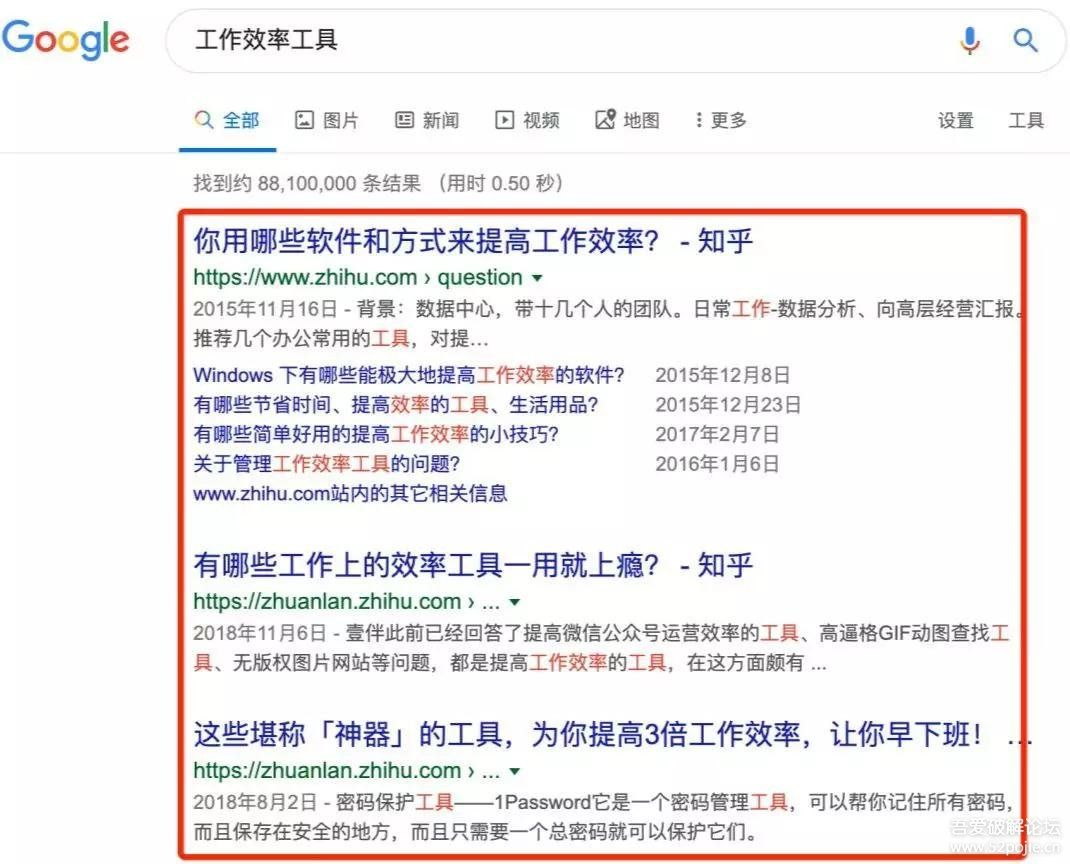 Google 工作效率工具
全部 图片 新闻 视频 地图 更多 设置 工具
找到约 88,100,000 条结果 （用时 0.50 秒）
你用哪些软件和方式来提高工作效率？ - 知乎
https://www.zhihu.com › question
2015年11月16日 - 背景：数据中心，带十几个人的团队。日常工作-数据分析、向高层经营汇报。
推荐几个办公常用的工具，对提...
Windows 下有哪些能极大地提高工作效率的软件? 2015年12月8日
有哪些节省时间、提高效率的工具、生活用品? 2015年12月23日
有哪些简单好用的提高工作效率的小技巧? 2017年2月7日
关于管理工作效率工具的问题? 2016年1月6日
www.zhihu.com站内的其它相关信息
有哪些工作上的效率工具一用就上瘾？ - 知乎
https://zhuanlan.zhihu.com › ...
2018年11月6日 - 壹伴此前已经回答了提高微信公众号运营效率的工具、高逼格GIF动图查找工
具、无版权图片网站等问题，都是提高工作效率的工具，在这方面颇有 ...
这些堪称「神器」的工具，为你提高3倍工作效率，让你早下班！ ...
https://zhuanlan.zhihu.com › ...
2018年8月2日 - 密码保护工具——1Password它是一个密码管理工具，可以帮你记住所有密码，
而且保存在安全的地方，而且只需要一个总密码就可以保护它们。
吾爱破解论坛
www.52pojie.cn